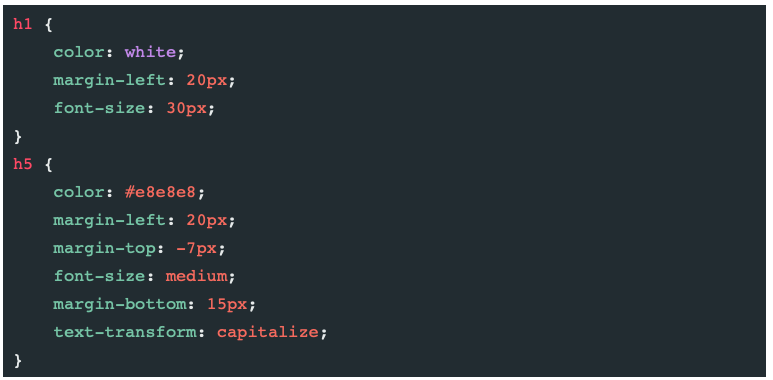 h1 {
    color: white;
    margin-left: 20px;
    font-size: 30px;
}
h5 {
    color: #e8e8e8;
    margin-left: 20px;
    margin-top: -7px;
    font-size: medium;
    margin-bottom: 15px;
    text-transform: capitalize;
}